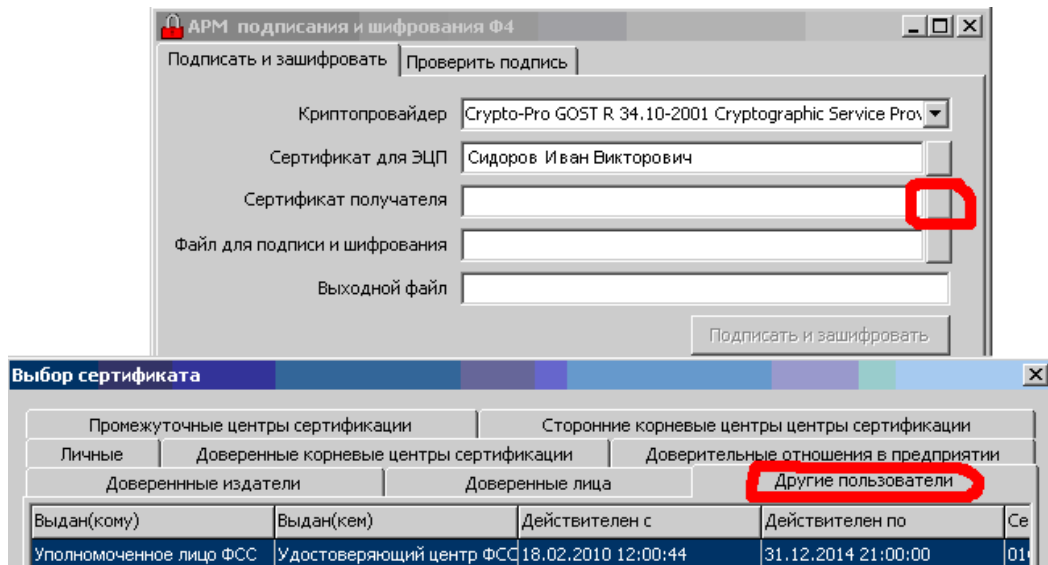 АРМ подписания и шифрования Ф4
Подписать и зашифровать Проверить подпись
Криптопровайдер Crypto-Pro GOST R 34.10-2001 Cryptographic Service Prov
Сертификат для ЭЦП Сидоров Иван Викторович
Сертификат получателя
Файл для подписи и шифрования
Выходной файл
Подписать и зашифровать
Выбор сертификата
Промежуточные центры сертификации Сторонние корневые центры центры сертификации
Личные Доверенные корневые центры сертификации Доверительные отношения в предприятии
Доверенные издатели Доверенные лица Другие пользователи
Выдан(кому) Выдан(кем) Действителен с Действителен по Се
Уполномоченное лицо ФСС Удостоверяющий центр ФСС 18.02.2010 12:00:44 31.12.2014 21:00:00 01